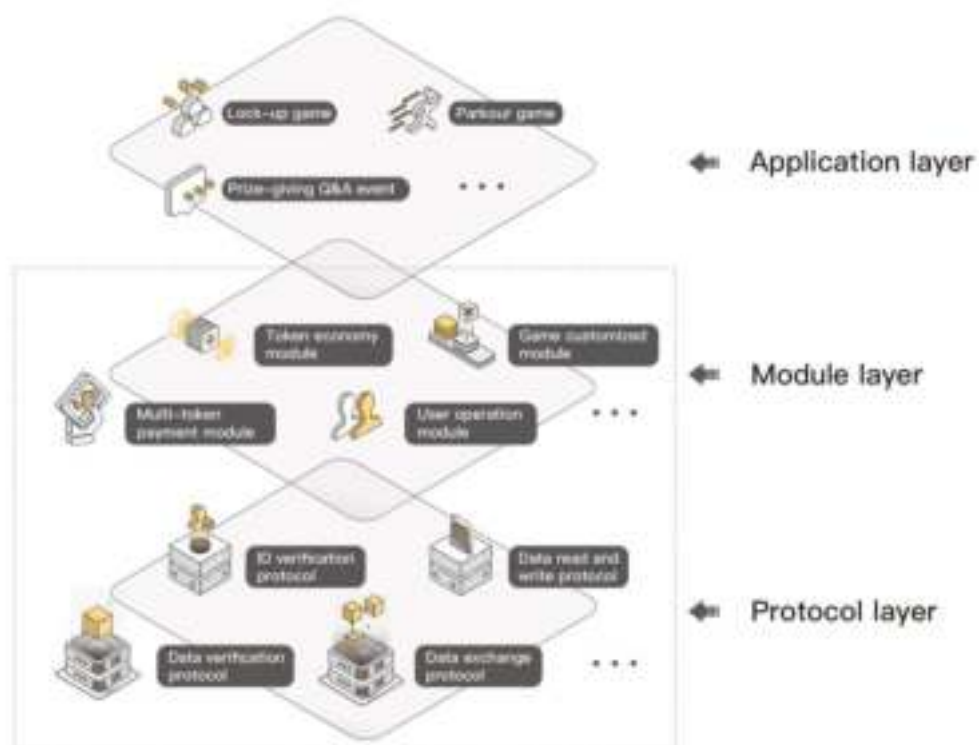 Lock-up game
Parkour game
Application layer
Prize-giving Q&A event
Token economy
module
Game customized
module
Module layer
Multi-token
payment module
User operation
module
ID verification
protocol
Data read and
write protocol
Protocol layer
Data verification
protocol
Data exchange
protocol